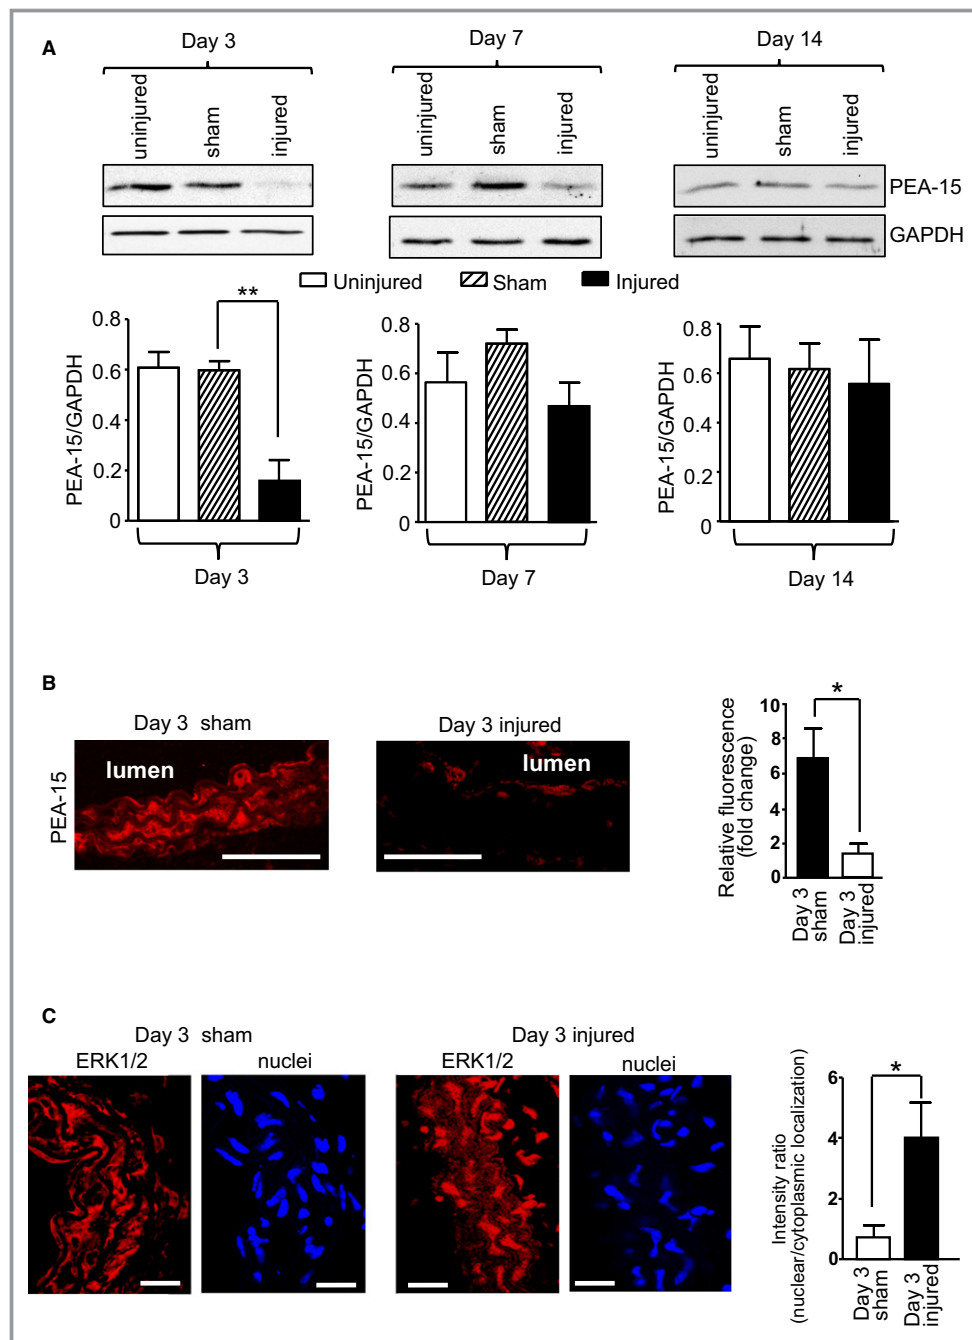 A
Day 3
Day 7
Day 14
uninjured
sham
injured
uninjured
sham
injured
uninjured
sham
injured
PEA-15
GAPDH
Uninjured
Sham
Injured
**
PEA-15/GAPDH
0.8
0.6
0.4
0.2
0
Day 3
PEA-15/GAPDH
0.8
0.6
0.4
0.2
0
Day 7
PEA-15/GAPDH
0.8
0.6
0.4
0.2
0
Day 14
B
Day 3 sham
Day 3 injured
PEA-15
lumen
lumen
Relative fluorescence
(fold change)
10
8
6
4
2
0
*
Day 3
sham
Day 3
injured
C
Day 3 sham
Day 3 injured
ERK1/2
nuclei
ERK1/2
nuclei
Intensity ratio
(nuclear/cytoplasmic localization)
6
4
2
0
*
Day 3
sham
Day 3
injured